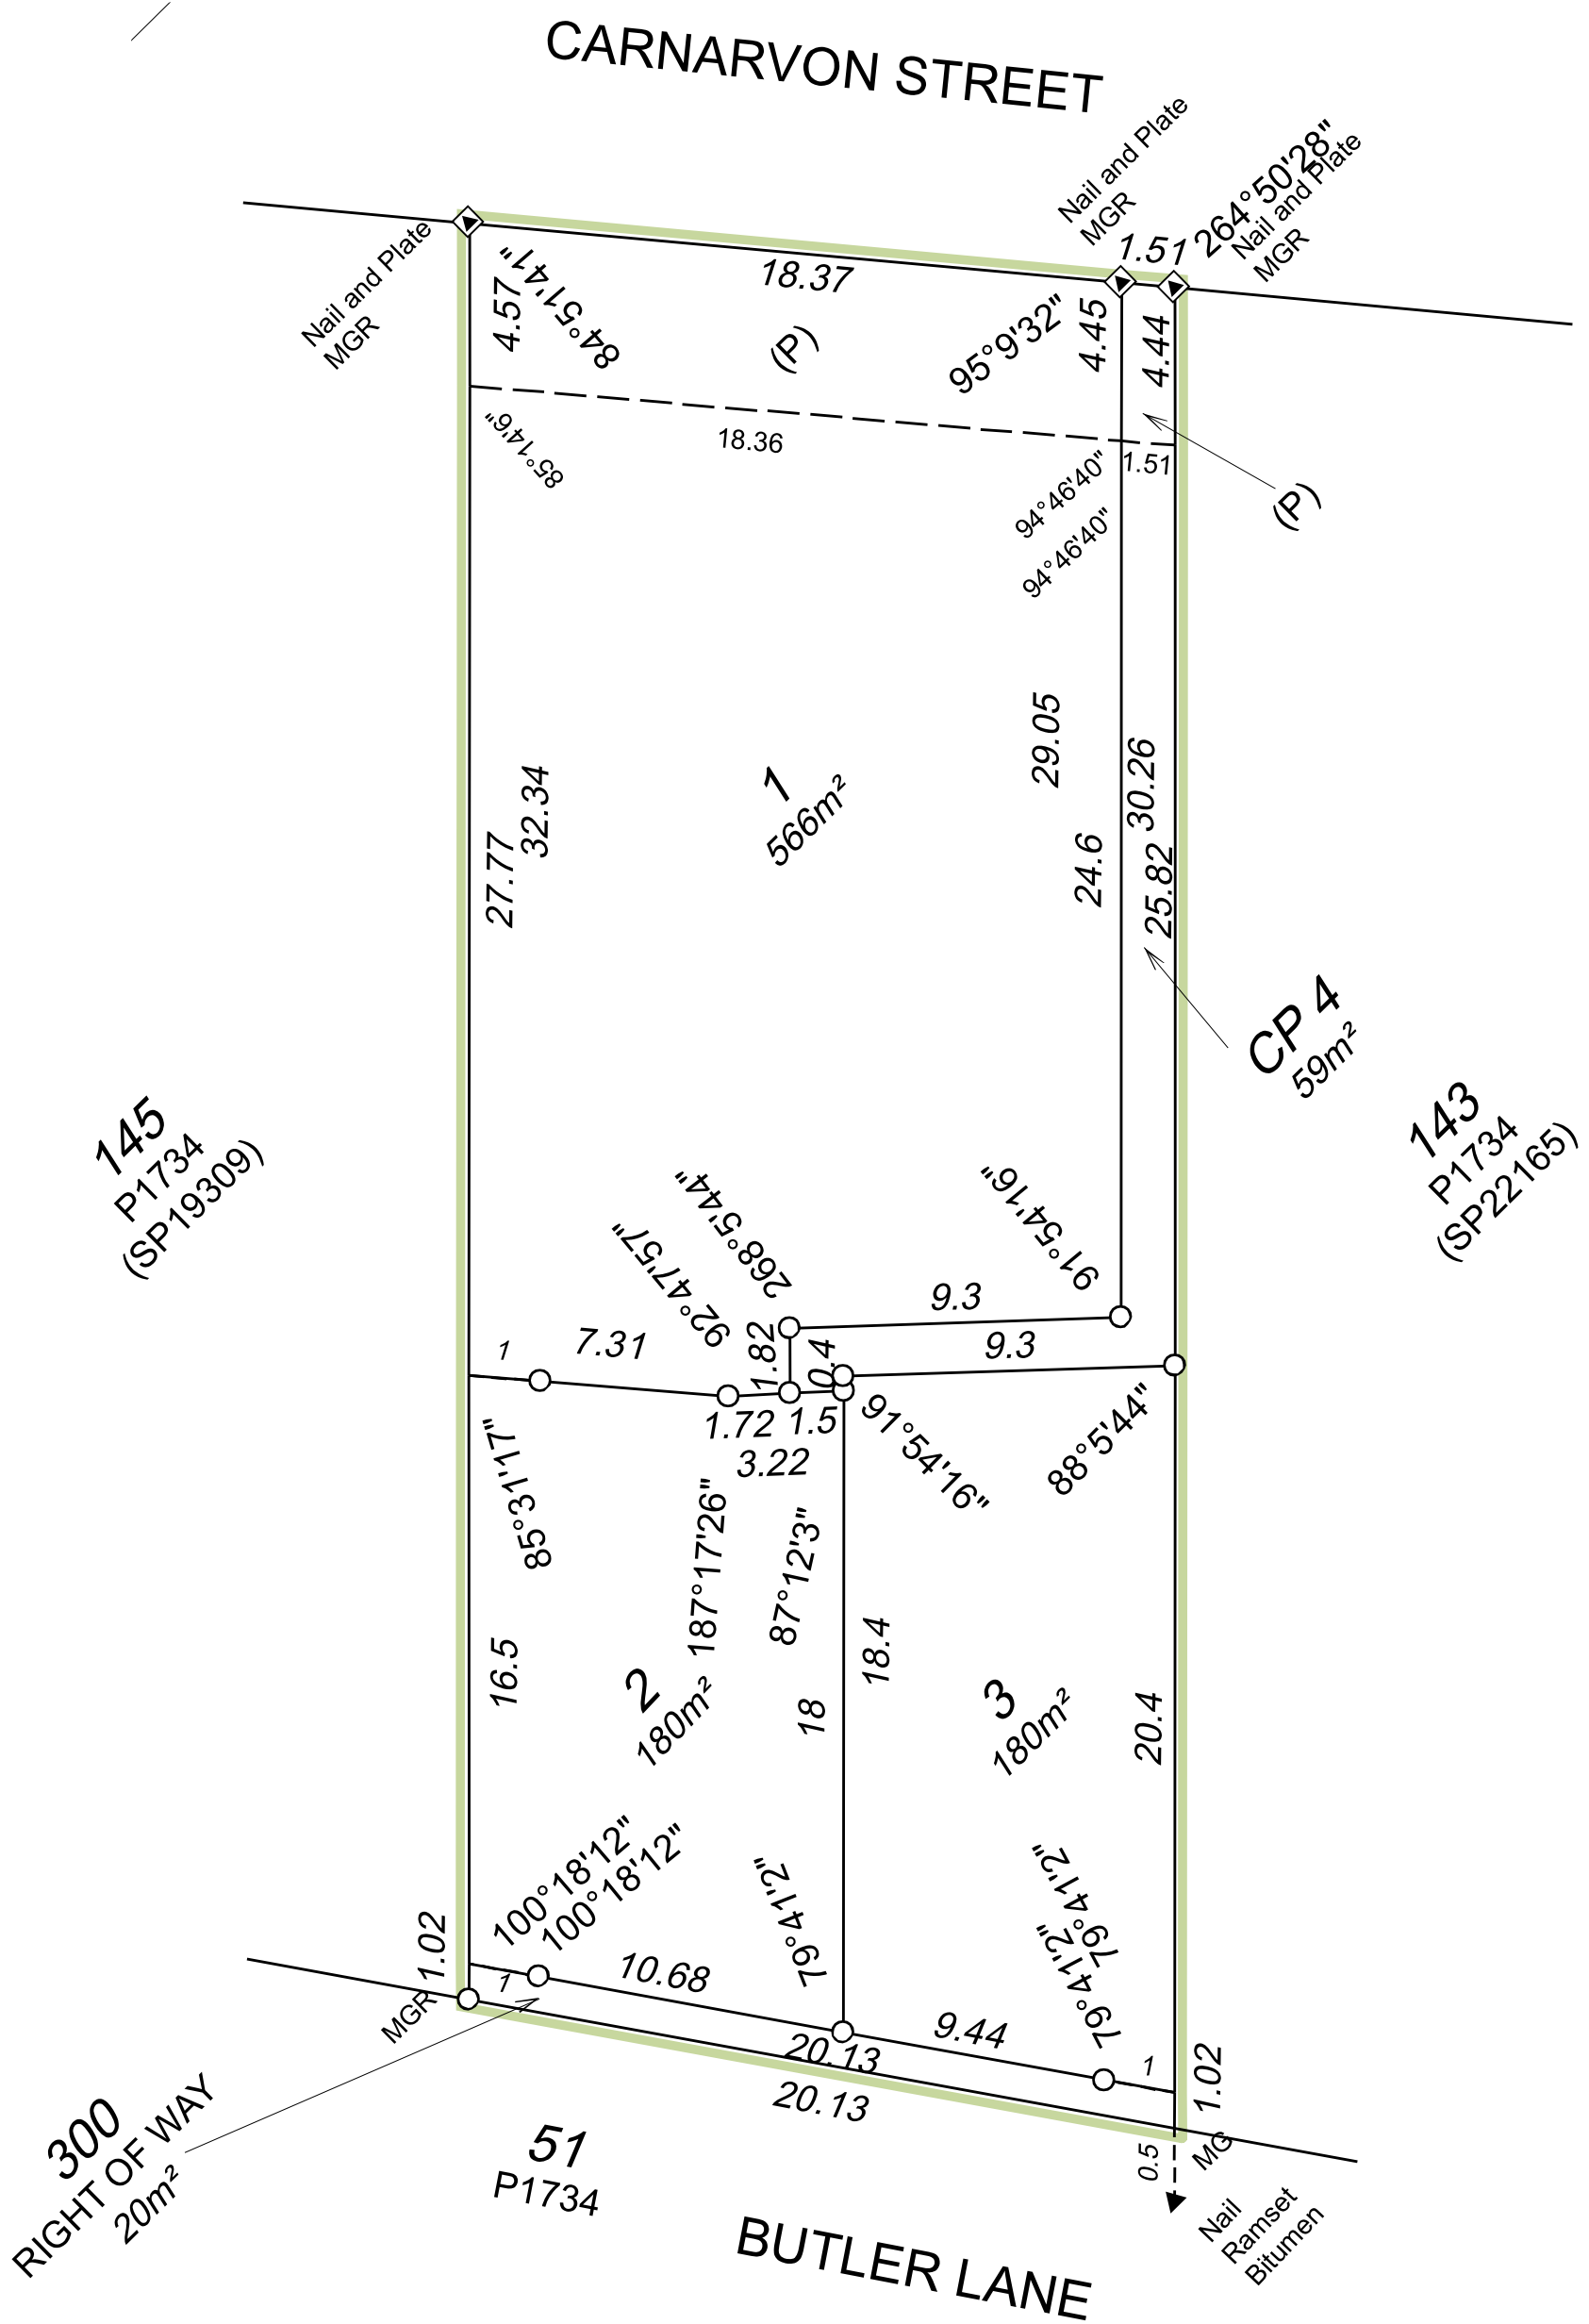 CARNARVON STREET
Nail and Plate
MGR
264°50'28"
Nail and Plate
MGR
1.51
Nail and Plate
MGR
18.37
4.57
84°51'41"
(P)
95°9'32"
4.45
4.44
18.36
85°14'6"
1.51
94°46'40"
94°46'40"
(P)
29.05
30.26
1
566m²
32.34
27.77
24.6
25.82
CP 4
59m²
145
P1734
(SP19309)
143
P1734
(SP22165)
268°5'44"
92°47'57"
91°54'16"
9.3
9.3
1
7.31
1.82
0.4
1.72
1.5
3.22
91°54'16"
88°5'44"
85°31'17"
187°17'26"
87°12'3"
16.5
2
180m²
18
18.4
3
180m²
20.4
100°18'12"
100°18'12"
79°41'2"
79°41'2"
79°41'2"
1.02
MGR
1
10.68
9.44
1
1.02
20.13
20.13
300
RIGHT OF WAY
20m²
51
P1734
0.5
MG
Nail
Ramset
Bitumen
BUTLER LANE